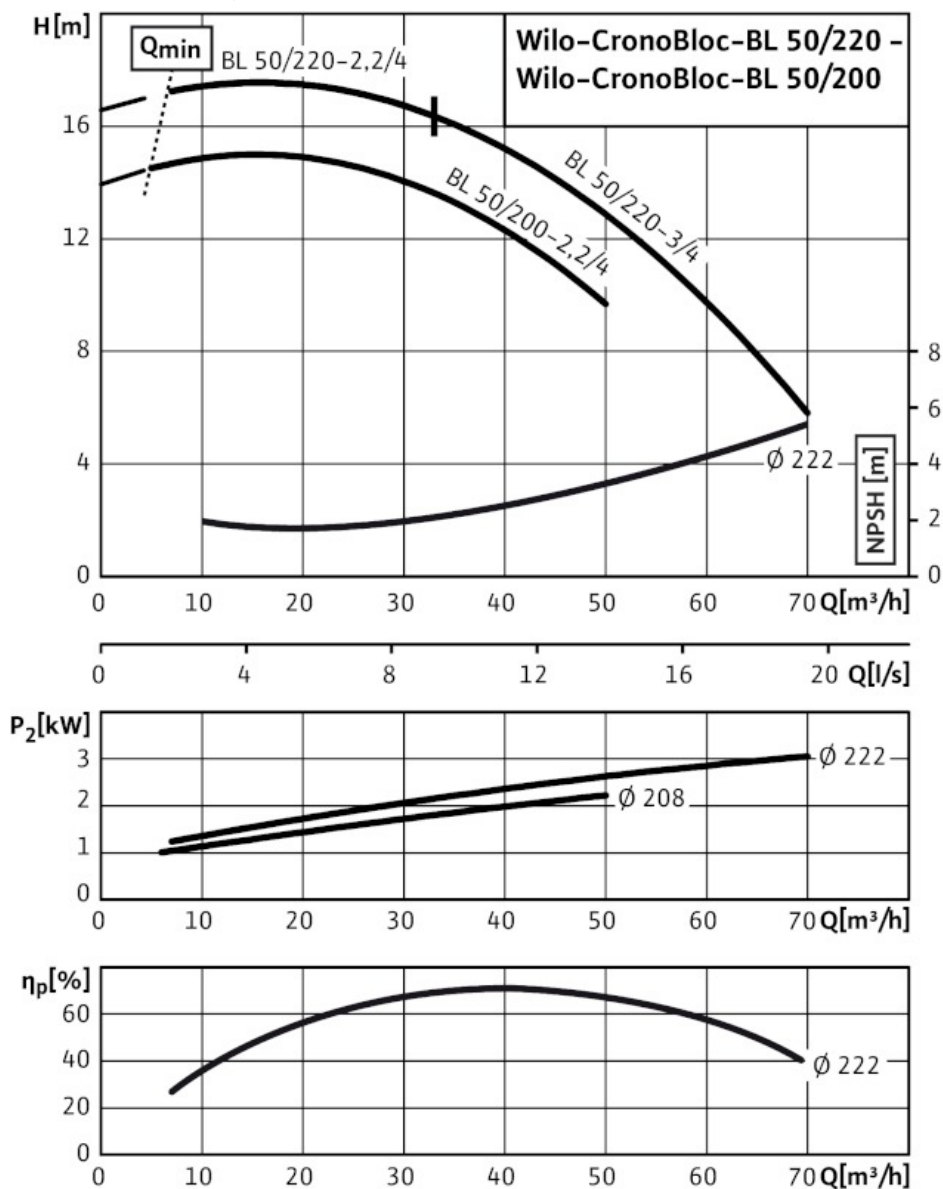 H[m]
Wilo-CronoBloc-BL 50/220 -
Wilo-CronoBloc-BL 50/200
Qmin
BL 50/220-2,2/4
16
BL 50/220-3/4
BL 50/200-2,2/4
12
8
8
6
4
Ø 222
4
NPSH [m]
2
0
0
0 10 20 30 40 50 60 70 Q[m³/h]
0 4 8 12 16 20 Q[l/s]
P₂[kW]
3
Ø 222
2
Ø 208
1
0
0 10 20 30 40 50 60 70 Q[m³/h]
ηp[%]
60
40
Ø 222
20
0
0 10 20 30 40 50 60 70 Q[m³/h]